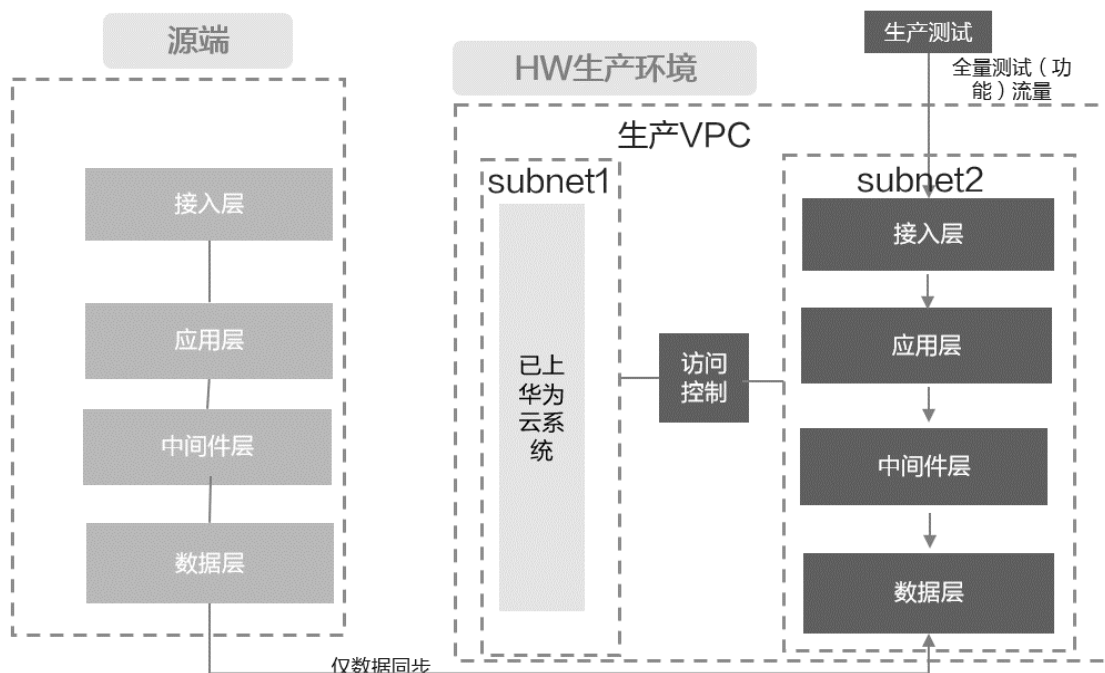 源端
接入层
应用层
中间件层
数据层
仅数据同步
HW生产环境
生产VPC
subnet1
已上
华为
云系
统
访问
控制
生产测试
全量测试（功
能）流量
subnet2
接入层
应用层
中间件层
数据层